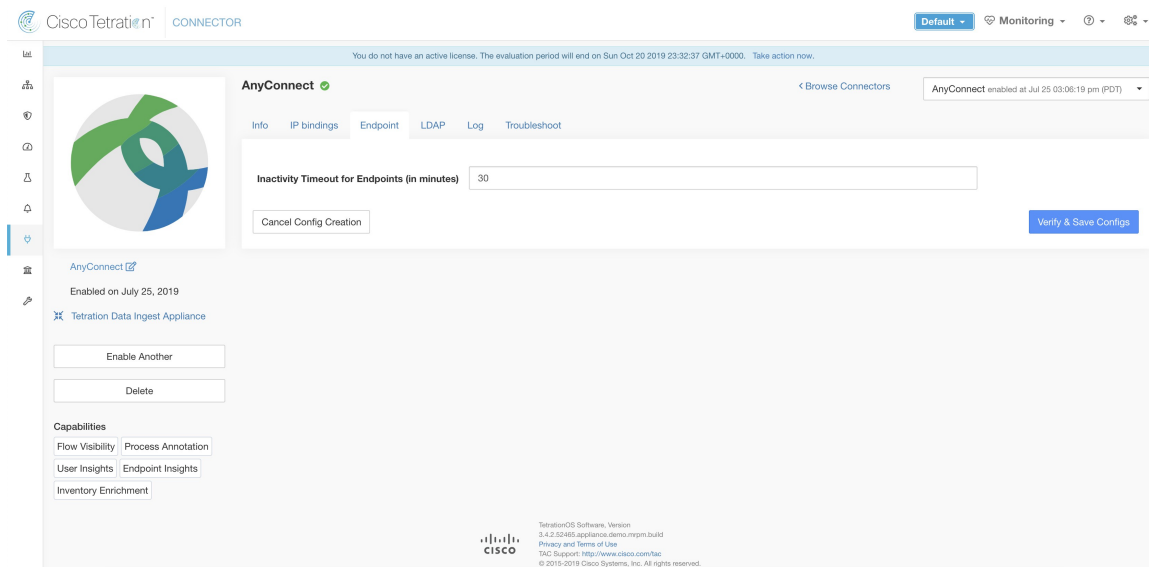 Cisco Tetration™ CONNECTOR
Default Monitoring
You do not have an active license. The evaluation period will end on Sun Oct 20 2019 23:32:37 GMT+0000. Take action now.
AnyConnect
< Browse Connectors
AnyConnect enabled at Jul 25 03:06:19 pm (PDT)
Info IP bindings Endpoint LDAP Log Troubleshoot
Inactivity Timeout for Endpoints (in minutes) 30
Cancel Config Creation
Verify & Save Configs
AnyConnect
Enabled on July 25, 2019
Tetration Data Ingest Appliance
Enable Another
Delete
Capabilities
Flow Visibility Process Annotation
User Insights Endpoint Insights
Inventory Enrichment
CISCO
TetrationOS Software, Version
3.4.2.52465.appliance.demo.mrpm.build
Privacy and Terms of Use
TAC Support: http://www.cisco.com/tac
© 2015-2019 Cisco Systems, Inc. All rights reserved.